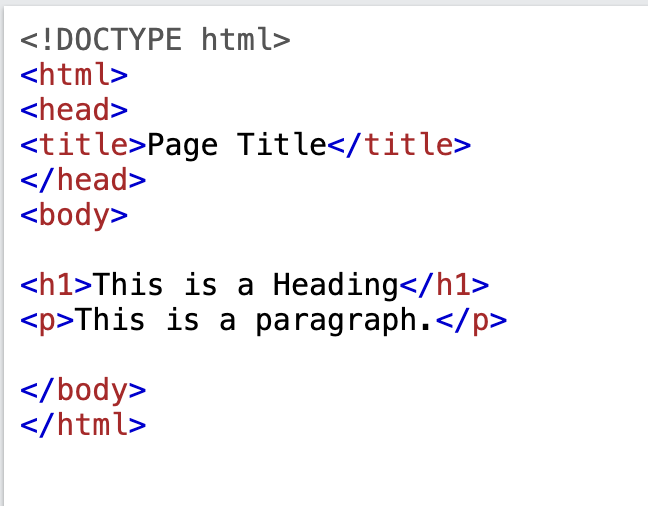 <!DOCTYPE html>
<html>
<head>
<title>Page Title</title>
</head>
<body>

<h1>This is a Heading</h1>
<p>This is a paragraph.</p>

</body>
</html>